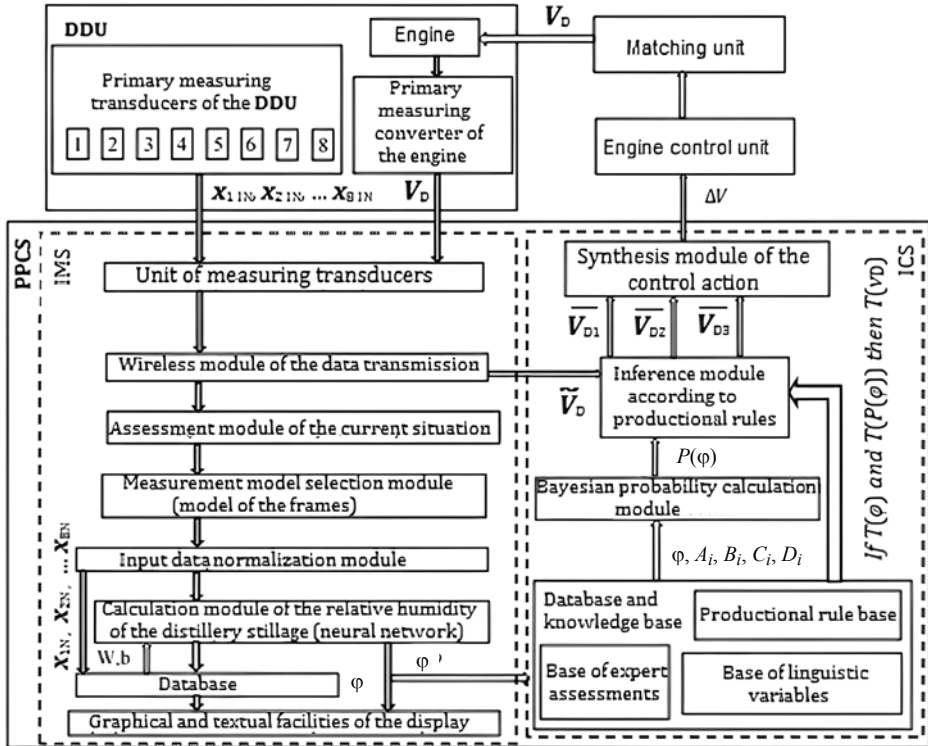 DDU
Primary measuring
transducers of the DDU
1 2 3 4 5 6 7 8
Engine
Primary
measuring
converter of
the engine
V_D
Matching unit
Engine control unit
X_1 IN, X_2 IN, ... X_8 IN
V_D
ΔV
PPCS
IMS
Unit of measuring transducers
Wireless module of the data transmission
Assessment module of the current situation
Measurement model selection module
(model of the frames)
Input data normalization module
Calculation module of the relative humidity
of the distillery stillage (neural network)
X_1N, X_2N, ... X_8N
W,b
Database
φ
φ
Graphical and textual facilities of the display
ICS
Synthesis module of the
control action
V_D1 V_D2 V_D3
Ṽ_D
Inference module
according to
productional rules
P(φ)
Bayesian probability calculation
module
φ, A_i, B_i, C_i, D_i
Database and
knowledge base
Productional rule base
Base of expert
assessments
Base of linguistic
variables
If T(φ) and T(P(φ)) then T(v_D)